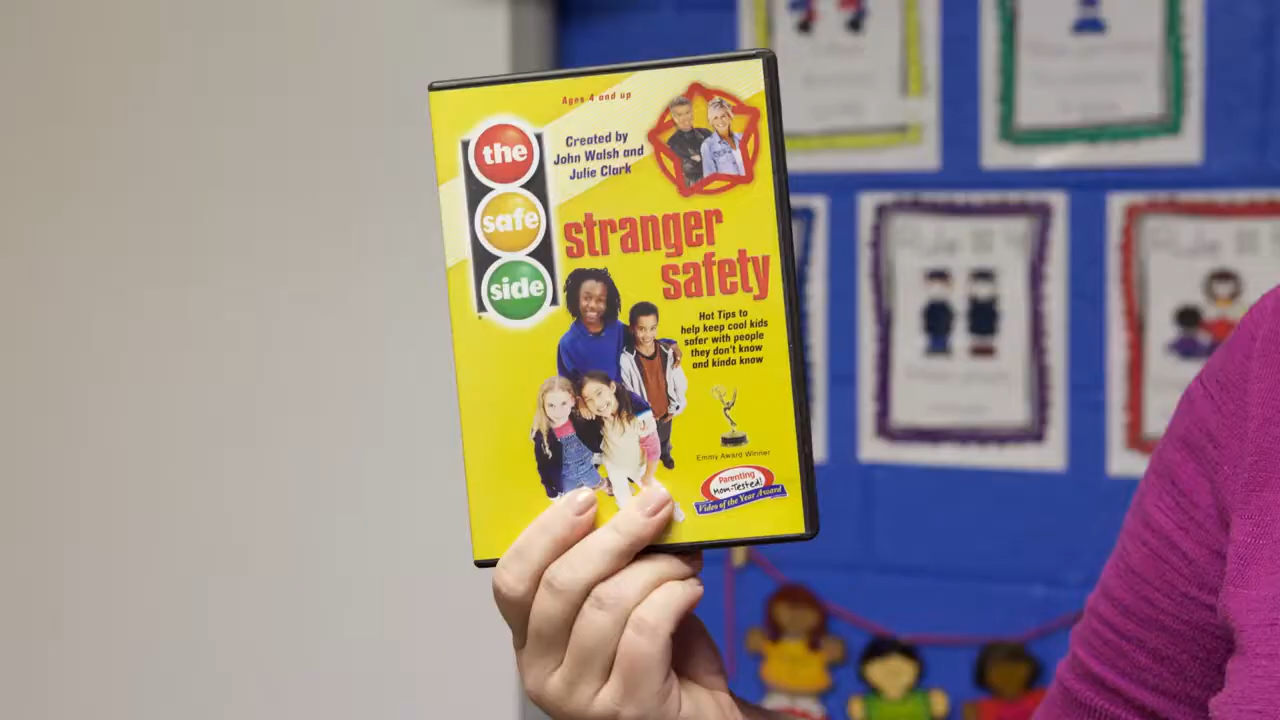 Ages 4 and up
the
safe
side
Created by
John Walsh and
Julie Clark
stranger
safety
Hot Tips to
help keep cool kids
safer with people
they don't know
and kinda know
Emmy Award Winner
Parenting
Mom-Tested!
Video of the Year Award